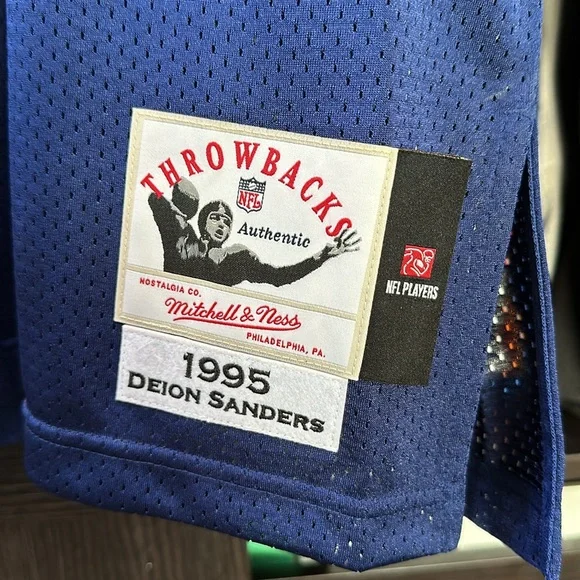 THROWBACKS
NFL
Authentic
NOSTALGIA CO.
Mitchell & Ness
PHILADELPHIA, PA.
NFL PLAYERS
1995
DEION SANDERS